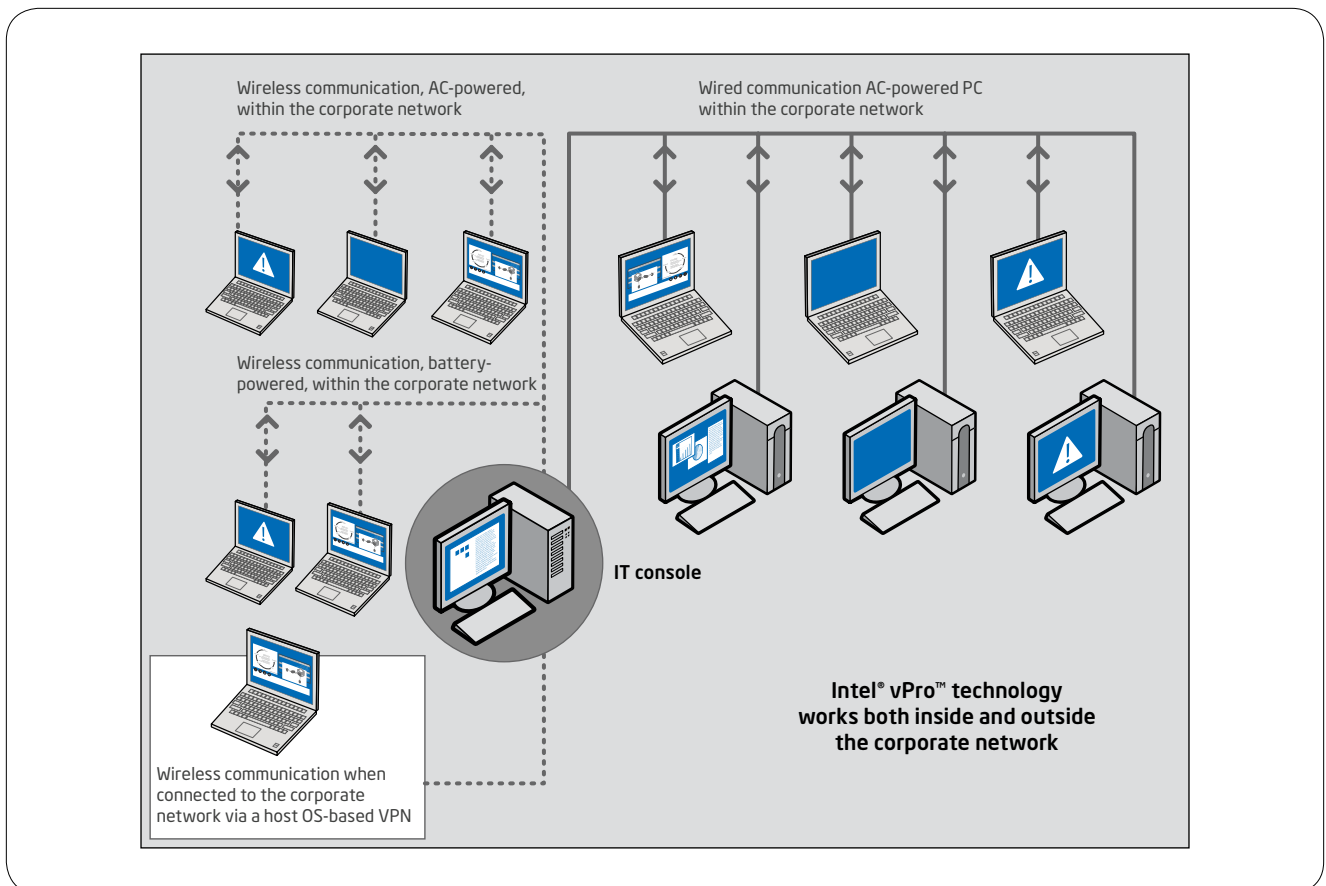 Wireless communication, AC-powered,
within the corporate network
Wired communication AC-powered PC
within the corporate network
Wireless communication, battery-
powered, within the corporate network
IT console
Intel® vPro™ technology
works both inside and outside
the corporate network
Wireless communication when
connected to the corporate
network via a host OS-based VPN